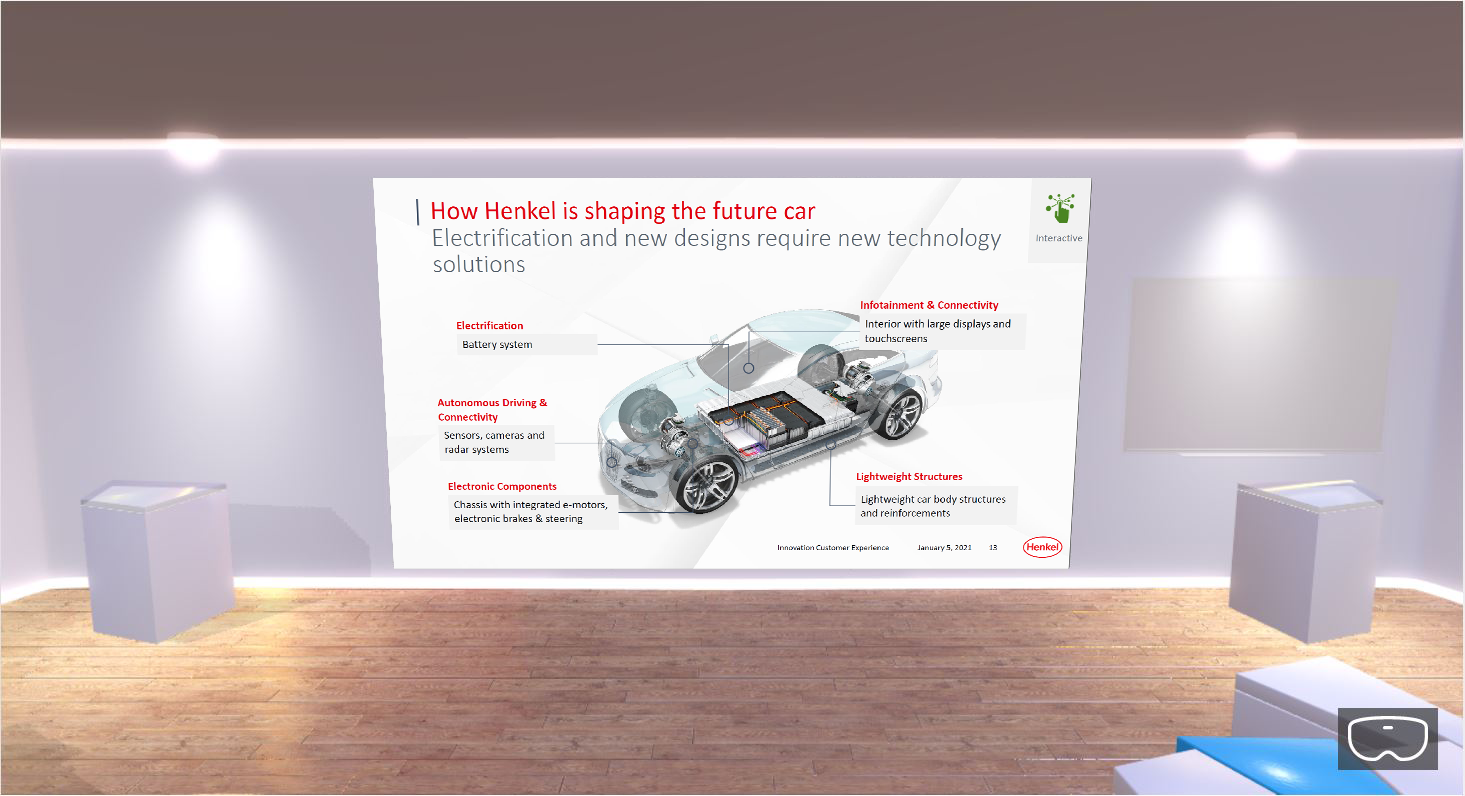 How Henkel is shaping the future car
Electrification and new designs require new technology
solutions
Interactive
Infotainment & Connectivity
Interior with large displays and
touchscreens
Electrification
Battery system
Autonomous Driving &
Connectivity
Sensors, cameras and
radar systems
Electronic Components
Chassis with integrated e-motors,
electronic brakes & steering
Lightweight Structures
Lightweight car body structures
and reinforcements
Innovation Customer Experience January 5, 2021 13
Henkel